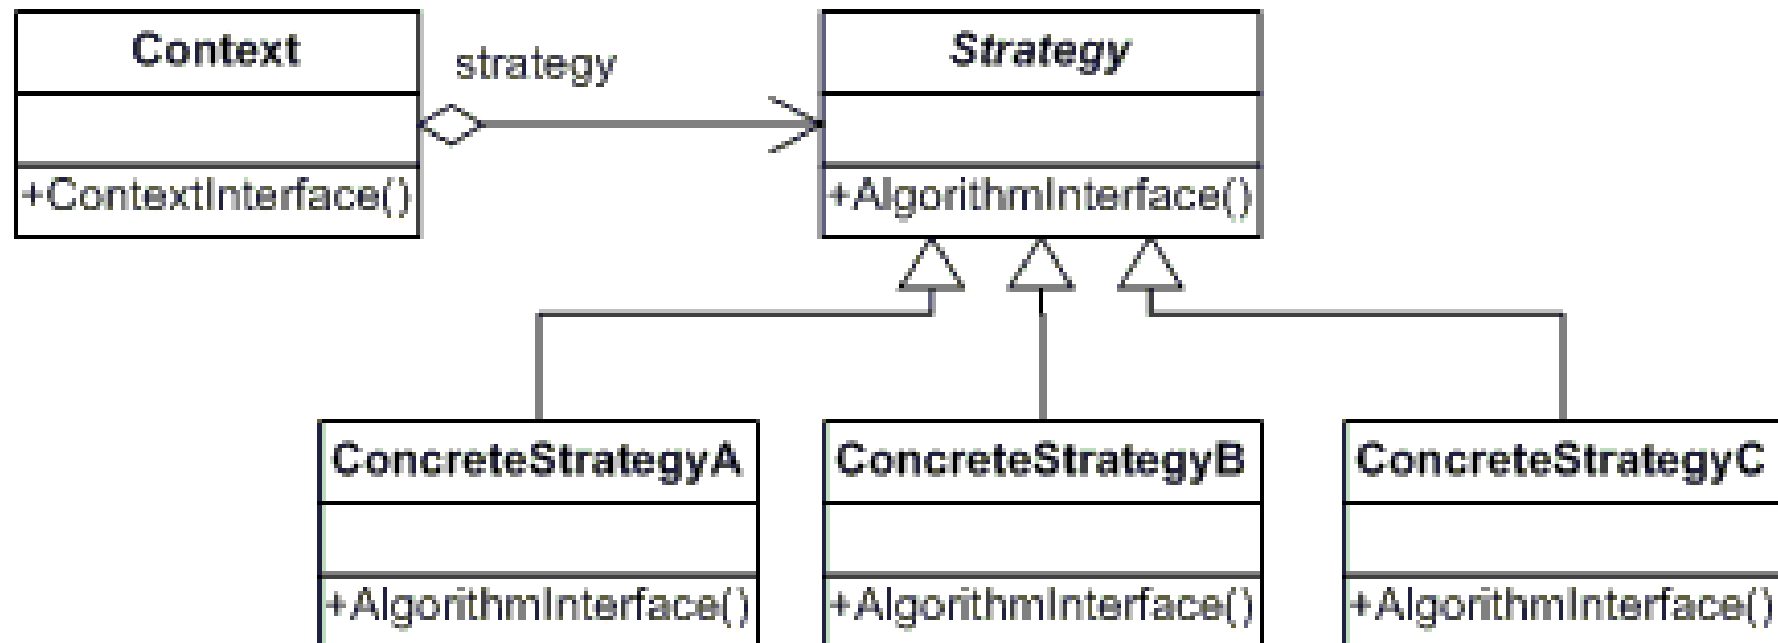 Context
strategy
Strategy
+ContextInterface()
+AlgorithmInterface()
ConcreteStrategyA
ConcreteStrategyB
ConcreteStrategyC
+AlgorithmInterface()
+AlgorithmInterface()
+AlgorithmInterface()